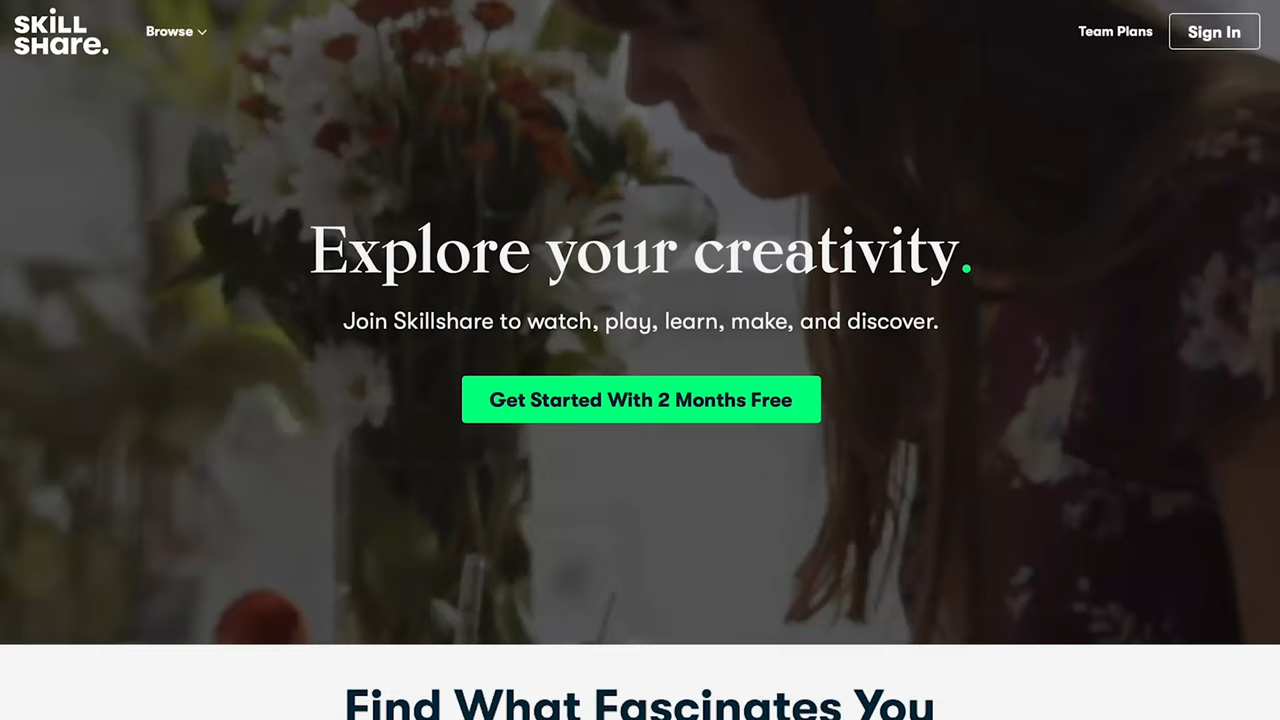 SKiLL
SHare.
Browse
Team Plans
Sign In
Explore your creativity.
Join Skillshare to watch, play, learn, make, and discover.
Get Started With 2 Months Free
Find What Fascinates You